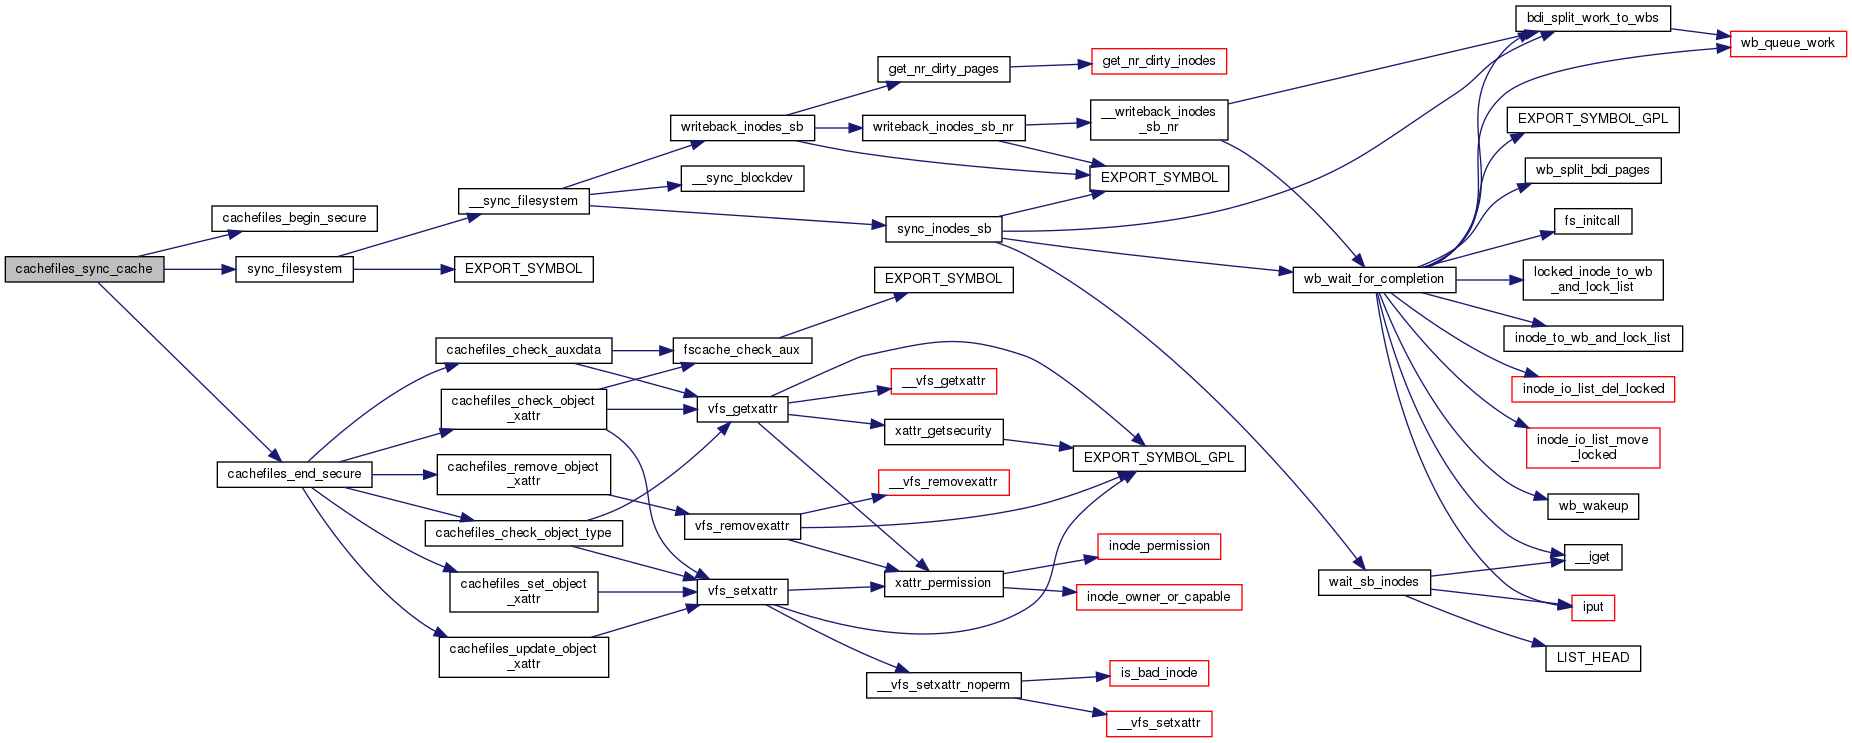 cachefiles_sync_cache
cachefiles_begin_secure
sync_filesystem
cachefiles_end_secure
__sync_filesystem
EXPORT_SYMBOL
cachefiles_check_auxdata
cachefiles_check_object
_xattr
cachefiles_remove_object
_xattr
cachefiles_check_object_type
cachefiles_set_object
_xattr
cachefiles_update_object
_xattr
writeback_inodes_sb
__sync_blockdev
fscache_check_aux
vfs_getxattr
vfs_removexattr
vfs_setxattr
get_nr_dirty_pages
writeback_inodes_sb_nr
sync_inodes_sb
EXPORT_SYMBOL
__vfs_getxattr
xattr_getsecurity
__vfs_removexattr
xattr_permission
__vfs_setxattr_noperm
get_nr_dirty_inodes
__writeback_inodes
_sb_nr
EXPORT_SYMBOL
EXPORT_SYMBOL_GPL
inode_permission
inode_owner_or_capable
is_bad_inode
__vfs_setxattr
wb_wait_for_completion
wait_sb_inodes
bdi_split_work_to_wbs
EXPORT_SYMBOL_GPL
wb_split_bdi_pages
fs_initcall
locked_inode_to_wb
_and_lock_list
inode_to_wb_and_lock_list
inode_io_list_del_locked
inode_io_list_move
_locked
wb_wakeup
__iget
iput
LIST_HEAD
wb_queue_work